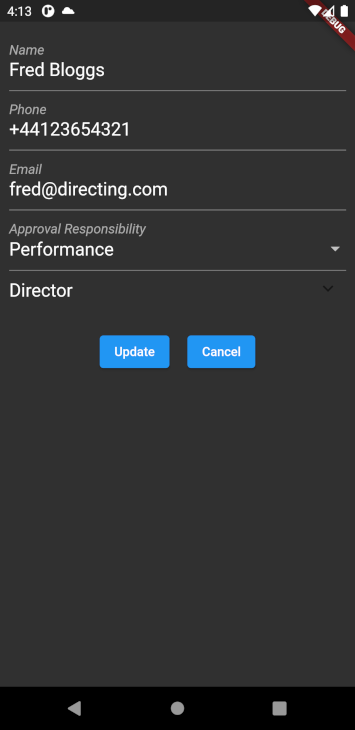 4:13
DEBUG
Name
Fred Bloggs
Phone
+44123654321
Email
fred@directing.com
Approval Responsibility
Performance
Director
Update Cancel